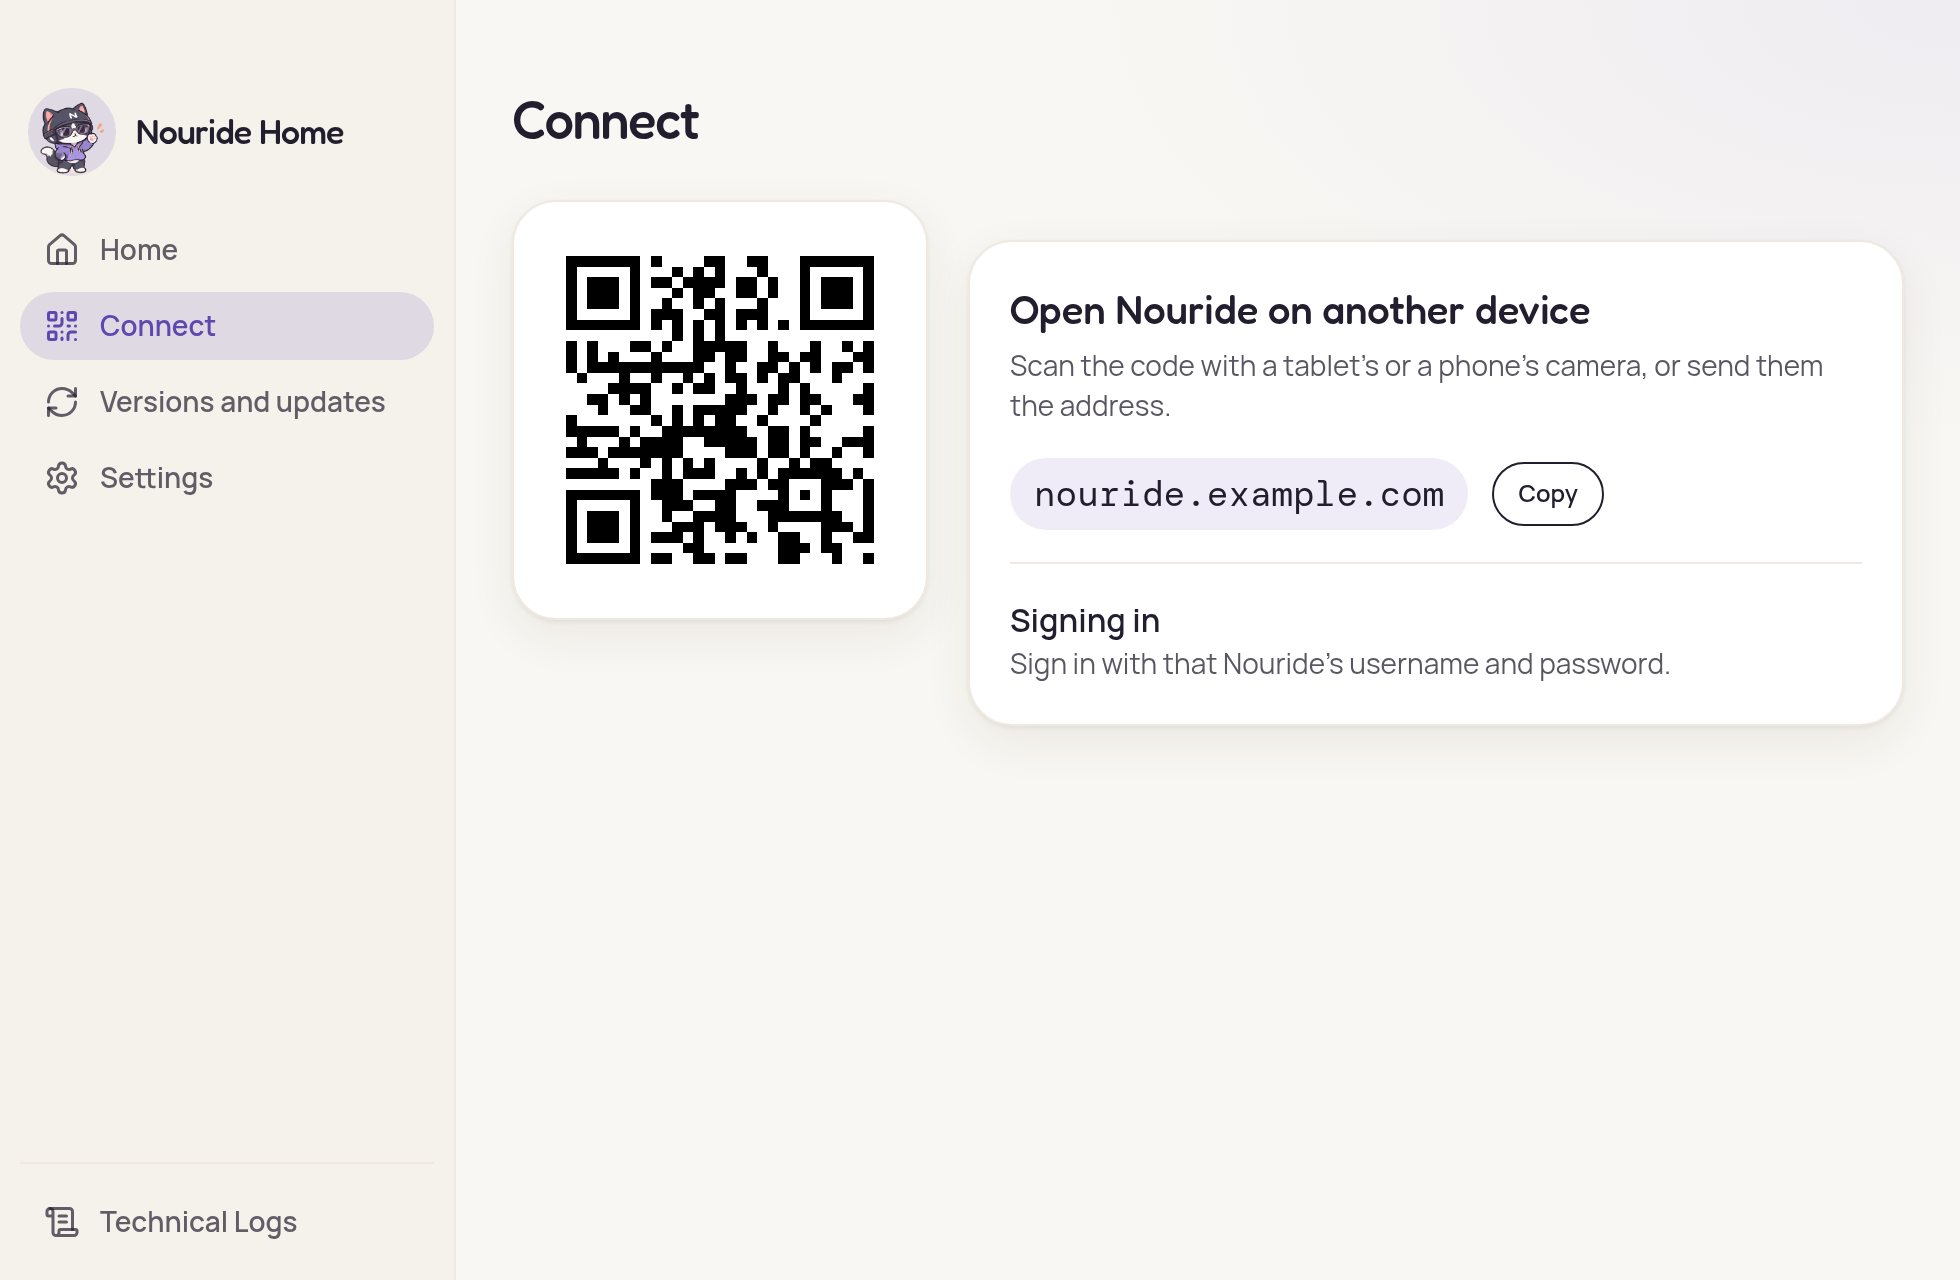 Nouride Home
Home
Connect
Versions and updates
Settings
Technical Logs
Connect
Open Nouride on another device
Scan the code with a tablet’s or a phone’s camera, or send them
the address.
nouride.example.com
Copy
Signing in
Sign in with that Nouride’s username and password.